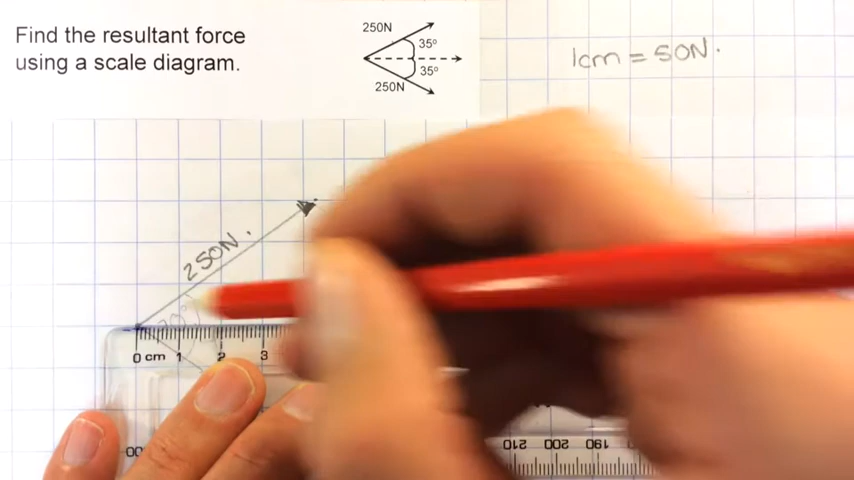 Find the resultant force
using a scale diagram.
250N
35°
35°
250N
1cm = 50N.
250N.
0 cm 1 2 3
00
210 200 190